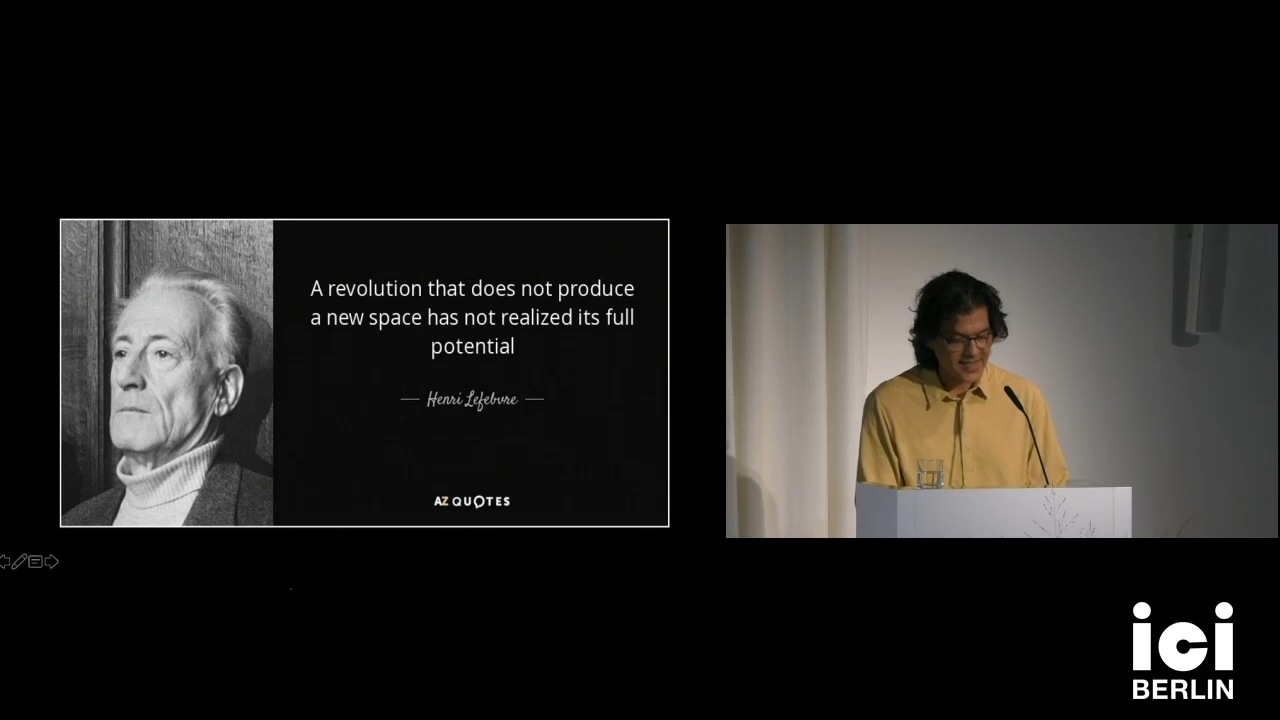 A revolution that does not produce
a new space has not realized its full
potential
Henri Lefebvre
AZ QUOTES
ici
BERLIN